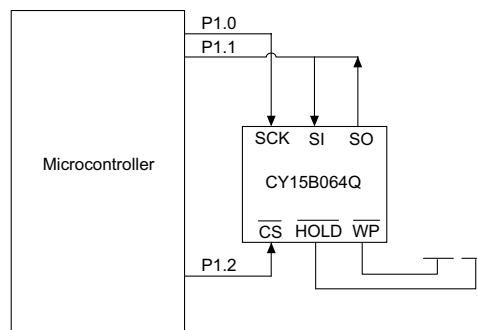 P1.0
P1.1
SCK SI SO
Microcontroller
CY15B064Q
CS HOLD WP
P1.2